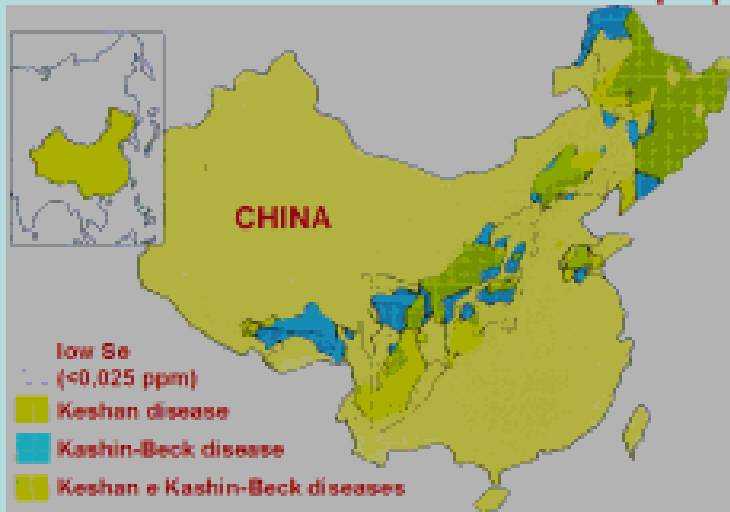 CHINA
low Se
(<0,025 ppm)
Keshan disease
Kashin-Beck disease
Keshan e Kashin-Beck diseases